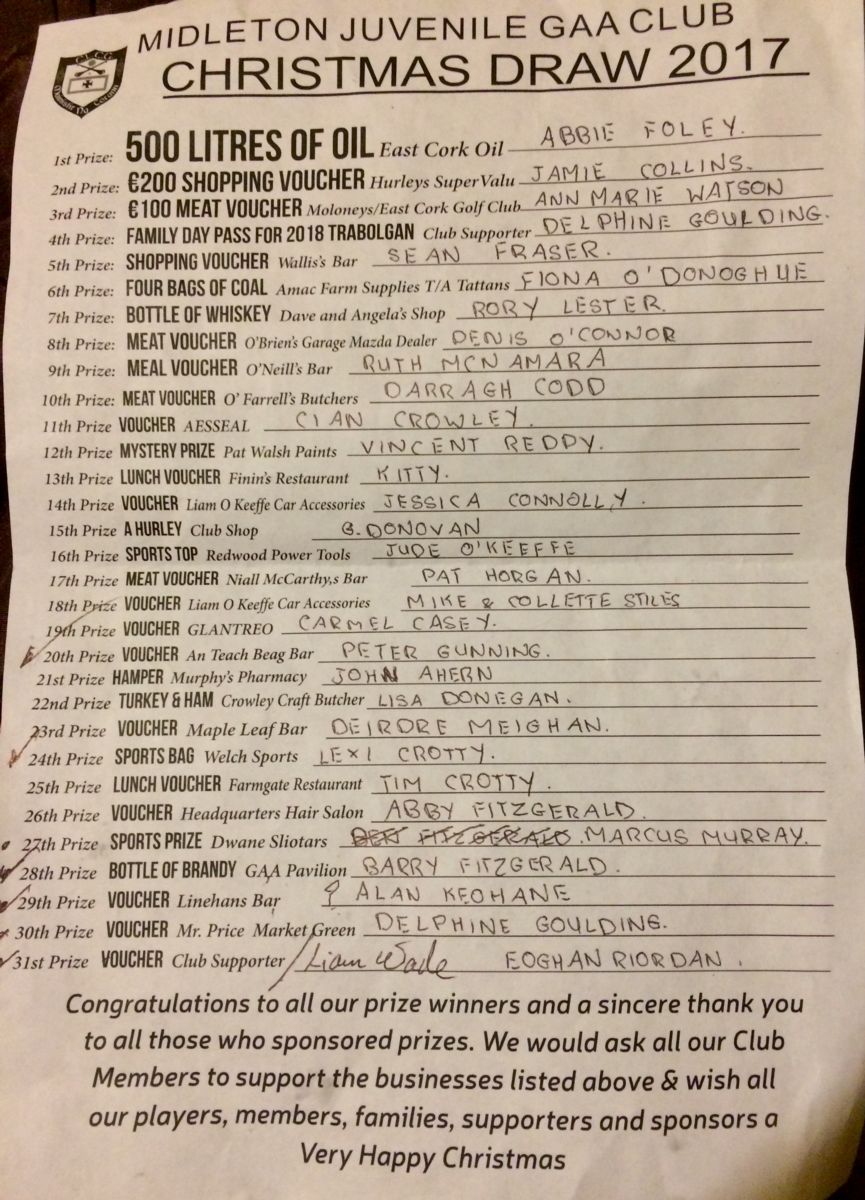 MIDLETON JUVENILE GAA CLUB
CHRISTMAS DRAW 2017
1st Prize: 500 LITRES OF OIL East Cork Oil ABBIE FOLEY.
2nd Prize: €200 SHOPPING VOUCHER Hurleys SuperValu JAMIE COLLINS.
3rd Prize: €100 MEAT VOUCHER Moloneys/East Cork Golf Club ANN MARIE WATSON
4th Prize: FAMILY DAY PASS FOR 2018 TRABOLGAN Club Supporter DELPHINE GOULDING.
5th Prize: SHOPPING VOUCHER Wallis's Bar SEAN FRASER.
6th Prize: FOUR BAGS OF COAL Amac Farm Supplies T/A Tattans FIONA O'DONOGHUE
7th Prize: BOTTLE OF WHISKEY Dave and Angela's Shop RORY LESTER.
8th Prize: MEAT VOUCHER O'Brien's Garage Mazda Dealer DENIS O'CONNOR
9th Prize: MEAL VOUCHER O'Neill's Bar RUTH MCNAMARA
10th Prize: MEAT VOUCHER O' Farrell's Butchers DARRAGH CODD
11th Prize VOUCHER AESSEAL CIAN CROWLEY.
12th Prize MYSTERY PRIZE Pat Walsh Paints VINCENT REDDY.
13th Prize LUNCH VOUCHER Finin's Restaurant KITTY.
14th Prize VOUCHER Liam O Keeffe Car Accessories JESSICA CONNOLLY.
15th Prize A HURLEY Club Shop G. DONOVAN
16th Prize SPORTS TOP Redwood Power Tools JUDE O'KEEFFE
17th Prize MEAT VOUCHER Niall McCarthy,s Bar PAT HORGAN.
18th Prize VOUCHER Liam O Keeffe Car Accessories MIKE & COLLETTE STILES
19th Prize VOUCHER GLANTREO CARMEL CASEY.
20th Prize VOUCHER An Teach Beag Bar PETER GUNNING.
21st Prize HAMPER Murphy's Pharmacy JOHN AHERN
22nd Prize TURKEY & HAM Crowley Craft Butcher LISA DONEGAN.
23rd Prize VOUCHER Maple Leaf Bar DEIRDRE MEIGHAN.
24th Prize SPORTS BAG Welch Sports LEXI CROTTY.
25th Prize LUNCH VOUCHER Farmgate Restaurant TIM CROTTY.
26th Prize VOUCHER Headquarters Hair Salon ABBY FITZGERALD.
27th Prize SPORTS PRIZE Dwane Sliotars FITZGERALD. MARCUS MURRAY.
28th Prize BOTTLE OF BRANDY GAA Pavilion BARRY FITZGERALD.
29th Prize VOUCHER Linehans Bar ALAN KEOHANE
30th Prize VOUCHER Mr. Price Market Green DELPHINE GOULDING.
31st Prize VOUCHER Club Supporter / Liam Wade EOGHAN RIORDAN.
Congratulations to all our prize winners and a sincere thank you
to all those who sponsored prizes. We would ask all our Club
Members to support the businesses listed above & wish all
our players, members, families, supporters and sponsors a
Very Happy Christmas